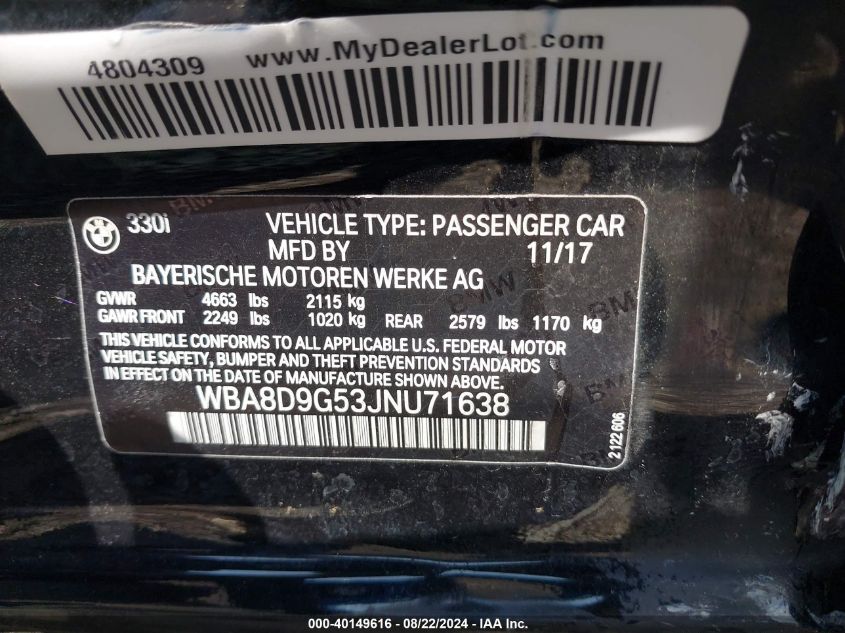 4804309 www.MyDealerLot.com
330i VEHICLE TYPE: PASSENGER CAR
MFD BY 11/17
BAYERISCHE MOTOREN WERKE AG
GVWR 4663 lbs 2115 kg
GAWR FRONT 2249 lbs 1020 kg REAR 2579 lbs 1170 kg
THIS VEHICLE CONFORMS TO ALL APPLICABLE U.S. FEDERAL MOTOR
VEHICLE SAFETY, BUMPER AND THEFT PREVENTION STANDARDS
IN EFFECT ON THE DATE OF MANUFACTURE SHOWN ABOVE.
WBA8D9G53JNU71638
2 122 606
000-40149616 - 08/22/2024 - IAA Inc.